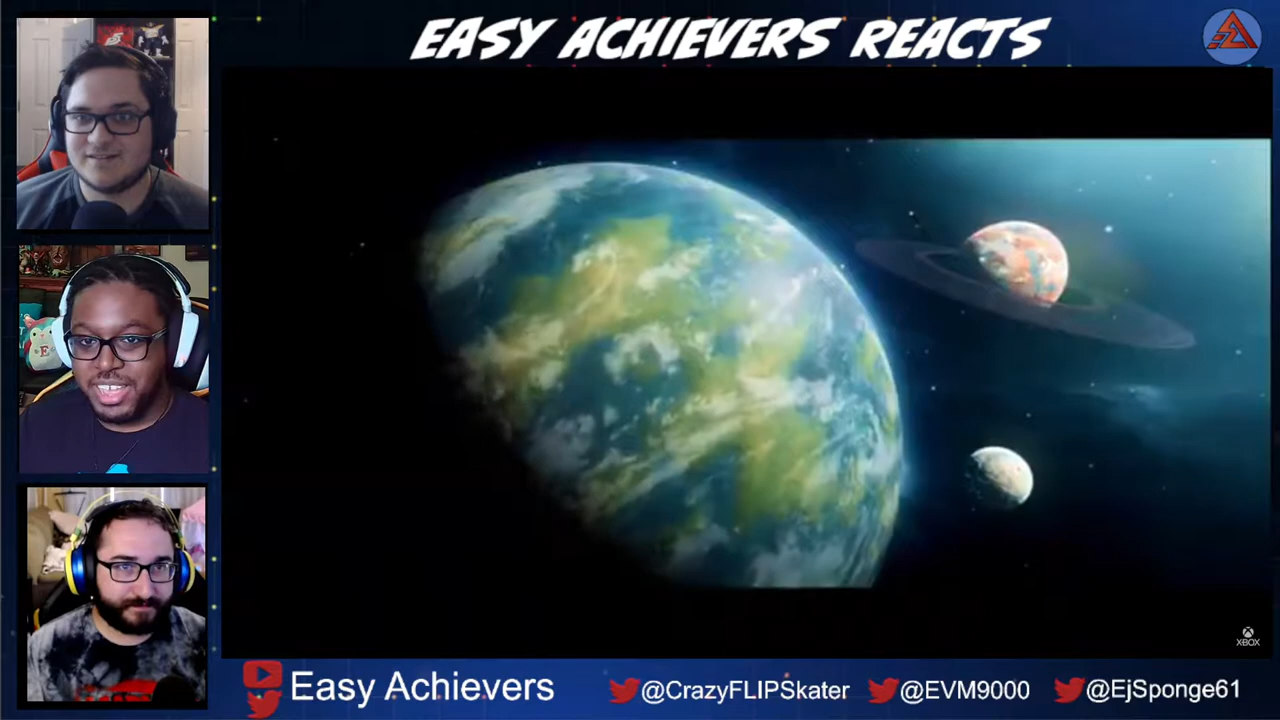 EASY ACHIEVERS REACTS
E
XBOX
Easy Achievers
@CrazyFLIPSkater
@EVM9000
@EjSponge61